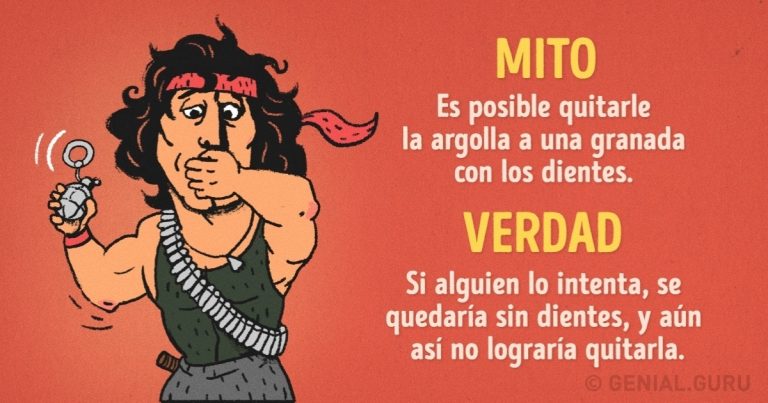 MITO
Es posible quitarle
la argolla a una granada
con los dientes.
VERDAD
Si alguien lo intenta, se
quedaría sin dientes, y aún
así no lograría quitarla.
© GENIAL.GURU